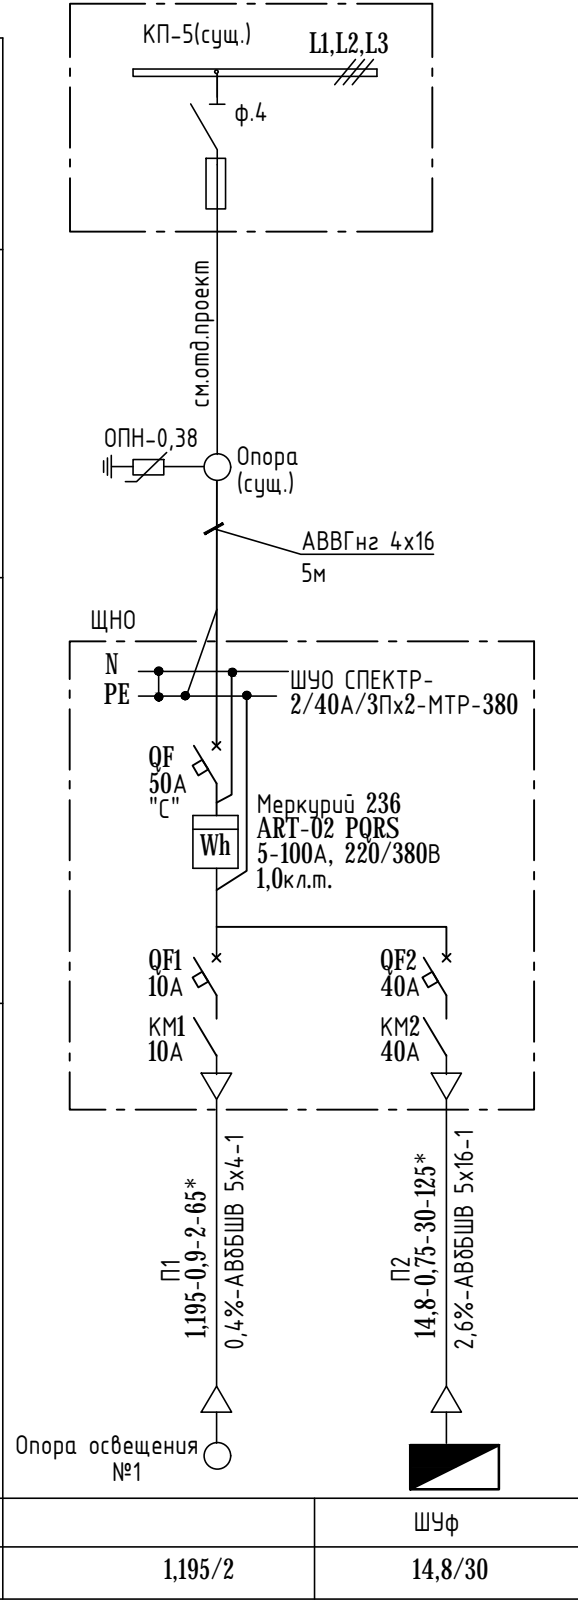 КП-5(сущ.)
L1,L2,L3
ф.4
см.отд.проект
ОПН-0,38
Опора
(сущ.)
АВВГнг 4х16
5м
ЩНО
N
PE
ШУО СПЕКТР-
2/40А/3Пх2-МТР-380
QF
50А
"С"
Wh
Меркурий 236
ART-02 PQRS
5-100А, 220/380В
1,0кл.т.
QF1
10А
QF2
40А
КМ1
10А
КМ2
40А
П1
1,195-0,9-2-65*
0,4%-АВбБШВ 5х4-1
П2
14,8-0,75-30-125*
2,6%-АВбБШВ 5х16-1
Опора освещения
№1
ШУф
1,195/2
14,8/30